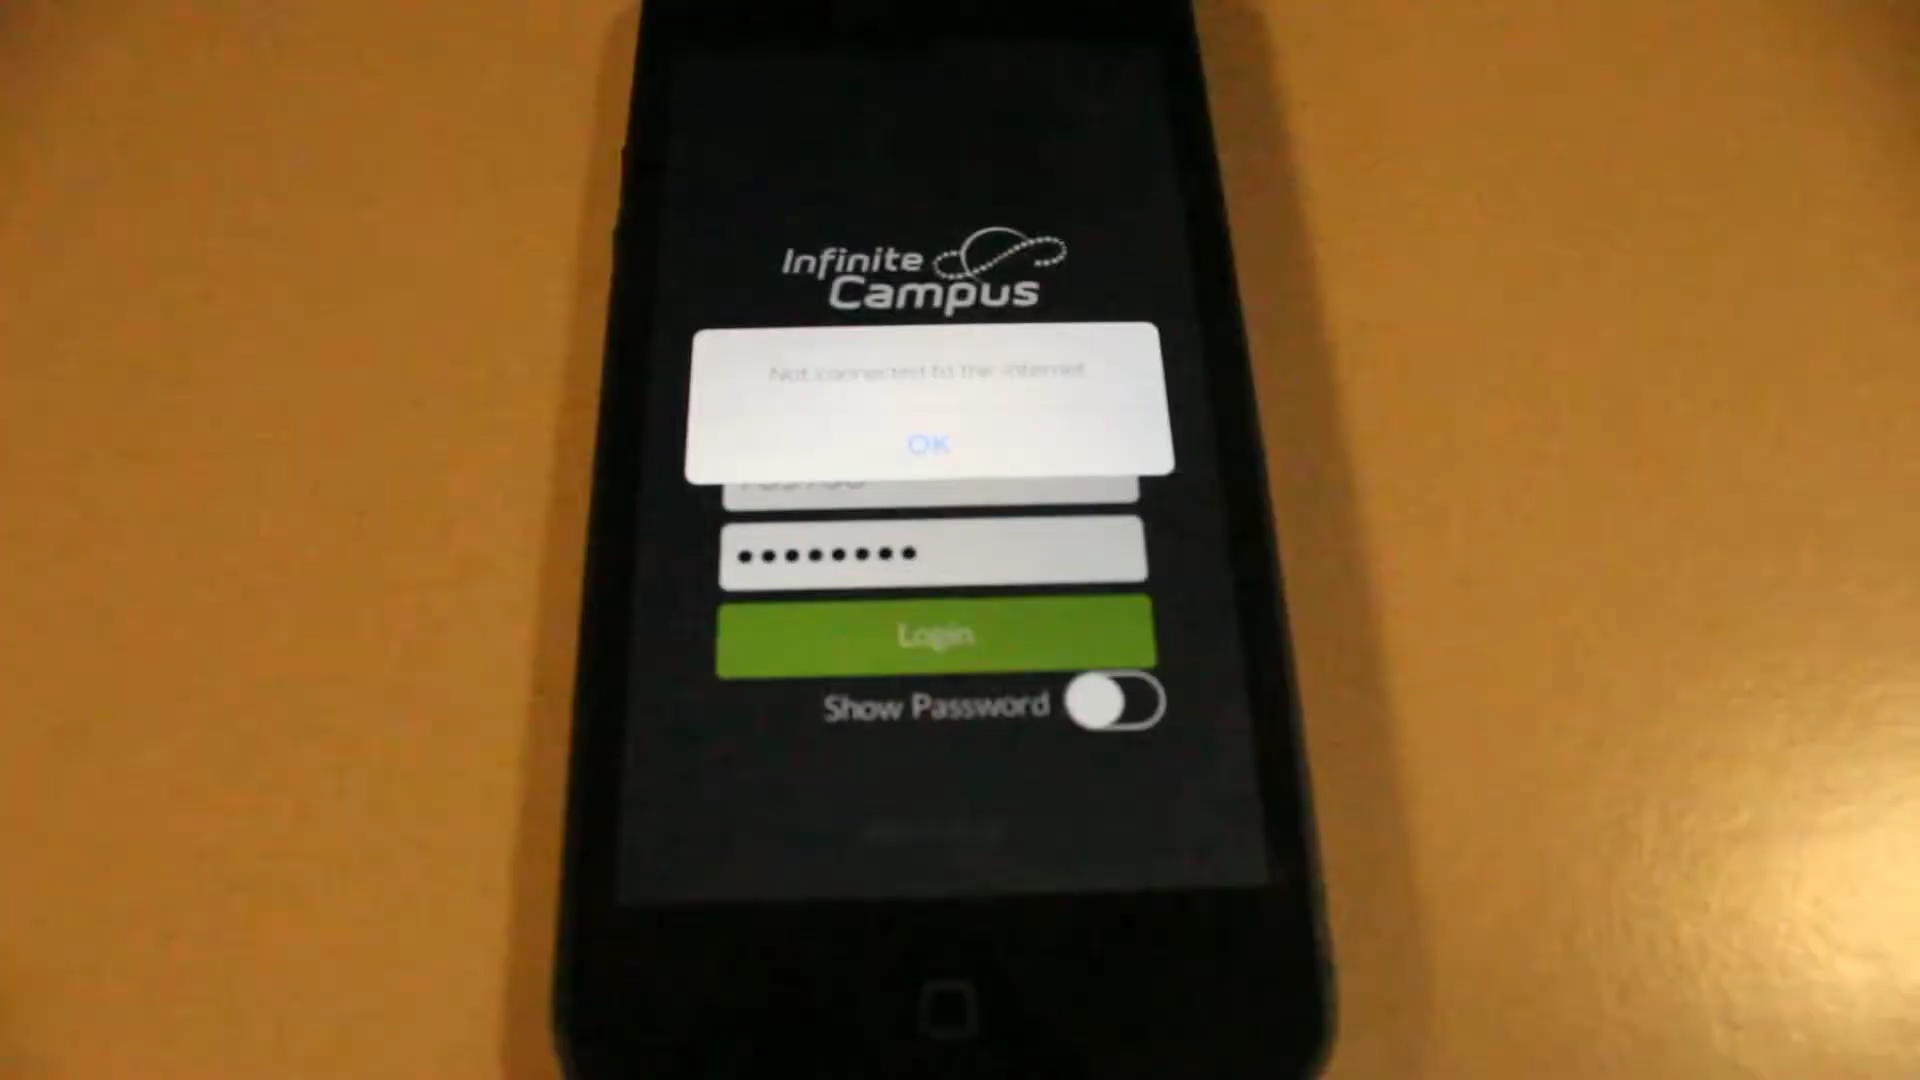 Infinite
Campus
Not connected to the internet
OK
••••••••
Login
Show Password